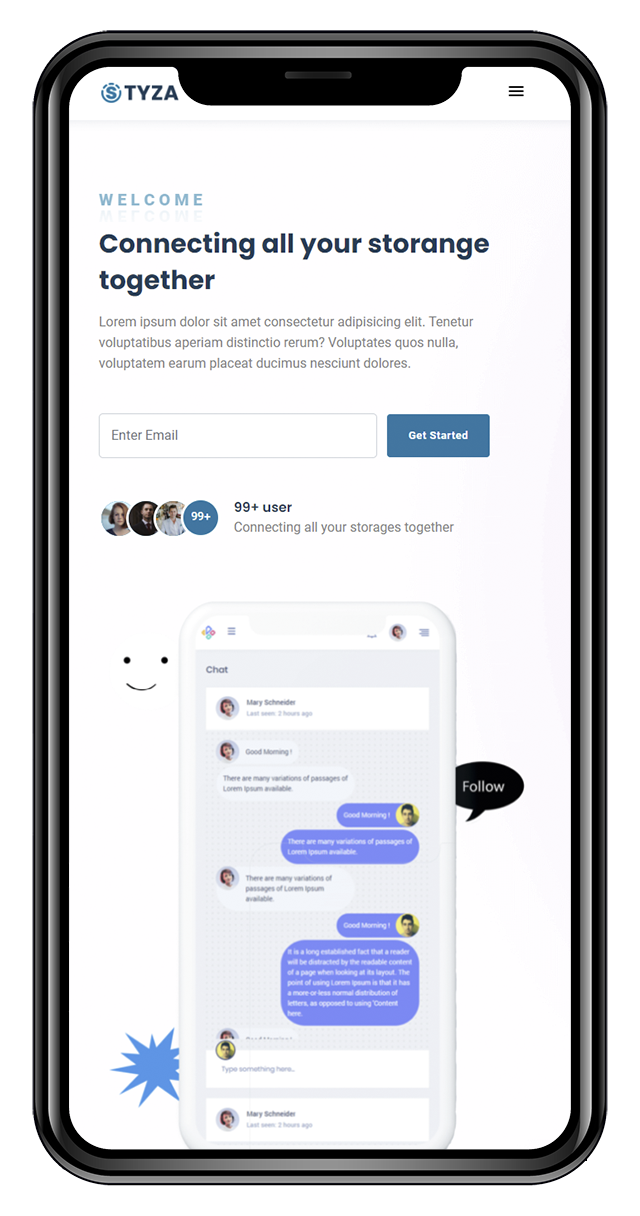 STYZA
WELCOME
Connecting all your storange
together
Lorem ipsum dolor sit amet consectetur adipisicing elit. Tenetur
voluptatibus aperiam distinctio rerum? Voluptates quos nulla,
voluptatem earum placeat ducimus nesciunt dolores.
Enter Email
Get Started
99+
99+ user
Connecting all your storages together
Chat
Mary Schneider
Last seen: 2 hours ago
Good Morning !
There are many variations of passages of
Lorem Ipsum available.
Follow
Good Morning !
There are many variations of passages of
Lorem Ipsum available.
There are many variations of
passages of Lorem Ipsum
available.
Good Morning !
It is a long established fact that a reader
will be distracted by the readable content
of a page when looking at its layout. The
point of using Lorem Ipsum is that it has
a more-or-less normal distribution of
letters, as opposed to using 'Content
here,
Type something here...
Mary Schneider
Last seen: 2 hours ago